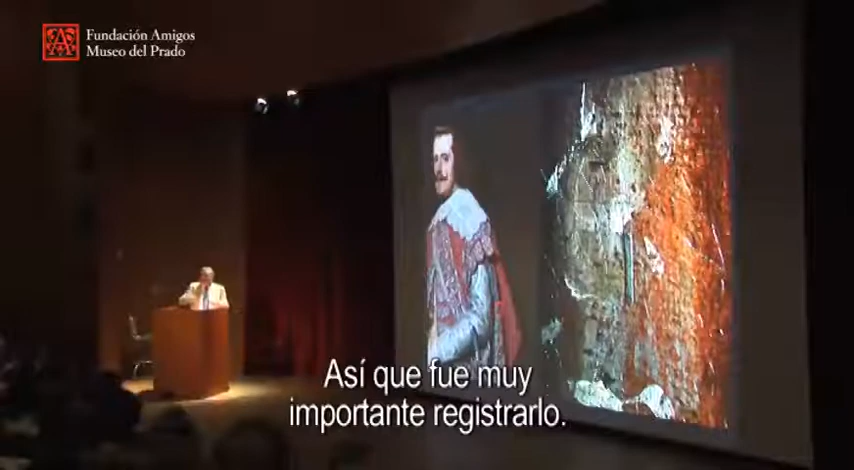 Fundación Amigos
Museo del Prado
Así que fue muy
importante registrarlo.